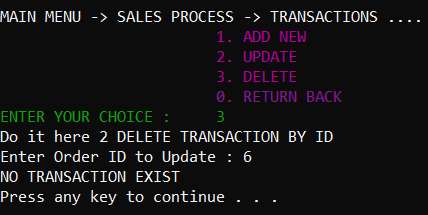 MAIN MENU -> SALES PROCESS -> TRANSACTIONS ....
1. ADD NEW
2. UPDATE
3. DELETE
0. RETURN BACK
ENTER YOUR CHOICE : 3
Do it here 2 DELETE TRANSACTION BY ID
Enter Order ID to Update : 6
NO TRANSACTION EXIST
Press any key to continue . . .